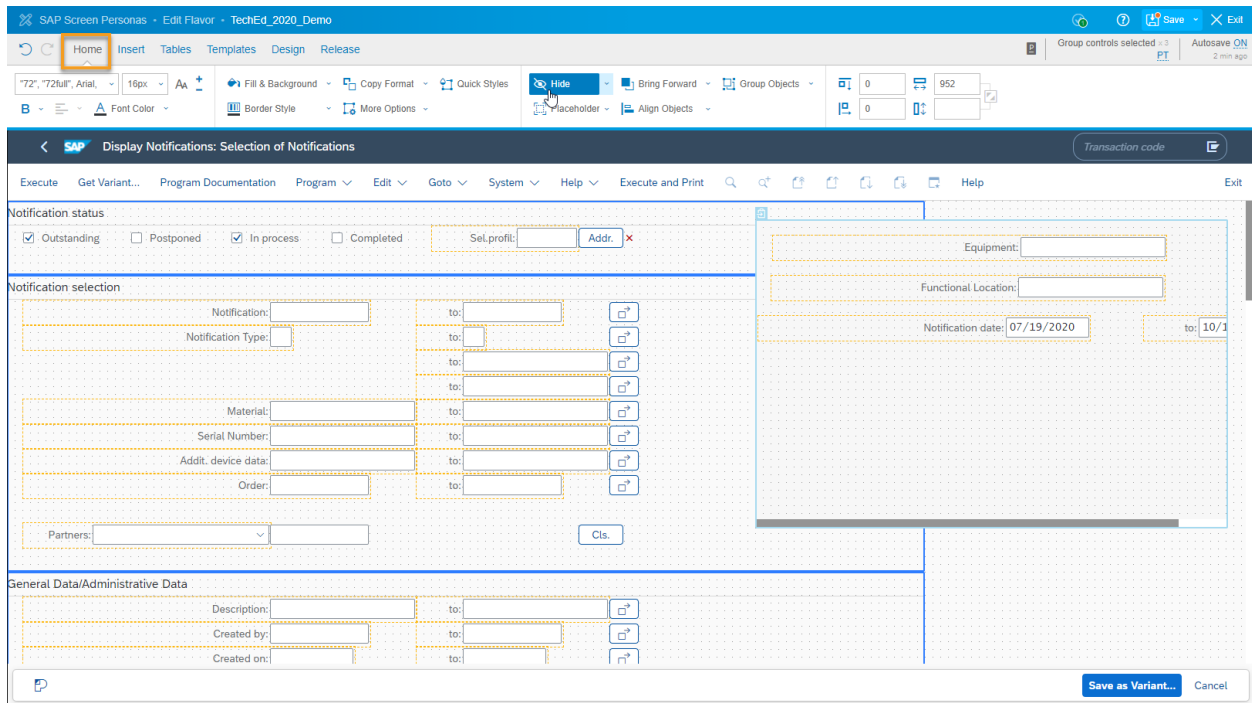 SAP Screen Personas • Edit Flavor • TechEd_2020_Demo
Save
Exit
Home Insert Tables Templates Design Release
Group controls selected × 3
PT
Autosave ON
2 min ago
"72", "72full", Arial, 16px AA Fill & Background Copy Format Quick Styles Hide Bring Forward Group Objects 0 952
B A Font Color Border Style More Options Placeholder Align Objects 0
SAP Display Notifications: Selection of Notifications Transaction code
Execute Get Variant... Program Documentation Program Edit Goto System Help Execute and Print Help Exit
Notification status
Outstanding Postponed In process Completed Sel.profil: Addr.
Equipment:
Notification selection
Functional Location:
Notification: to:
Notification date: 07/19/2020 to: 10/1
Notification Type: to:
to:
to:
Material: to:
Serial Number: to:
Addit. device data: to:
Order: to:
Partners: Cls.
General Data/Administrative Data
Description: to:
Created by: to:
Created on: to:
Save as Variant... Cancel